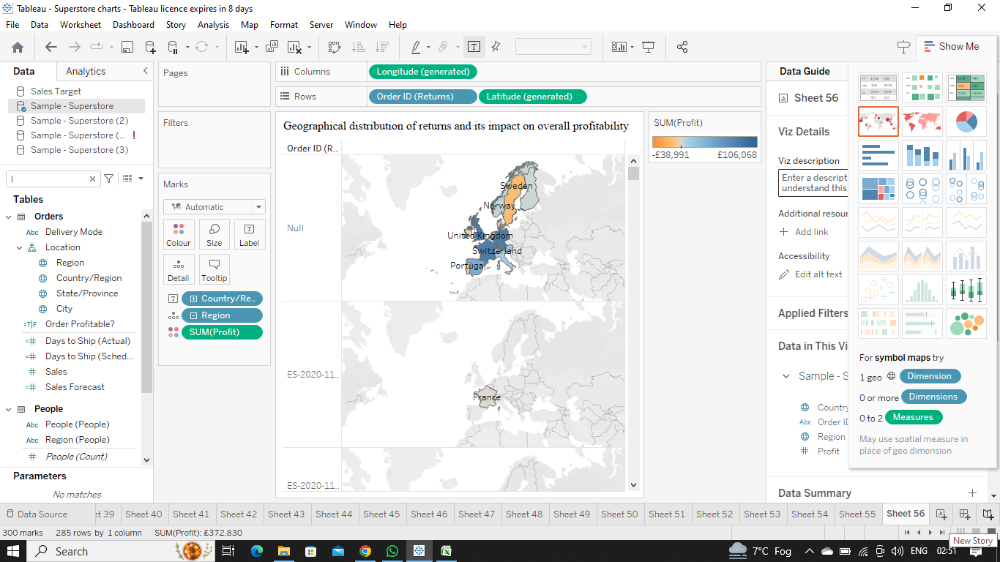 Tableau - Superstore charts - Tableau licence expires in 8 days
File Data Worksheet Dashboard Story Analysis Map Format Server Window Help
Show Me
Data Analytics
Sales Target
Sample - Superstore
Sample - Superstore (2)
Sample - Superstore (...
Sample - Superstore (3)
l
Tables
Orders
Abc Delivery Mode
Location
Region
Country/Region
State/Province
City
=T|F Order Profitable?
Days to Ship (Actual)
Days to Ship (Sched...
Sales
Sales Forecast
People
Abc People (People)
Abc Region (People)
People (Count)
Parameters
No matches
Pages
Filters
Marks
Automatic
Colour Size Label
Detail Tooltip
Country/Re..
Region
SUM(Profit)
Columns Longitude (generated)
Rows Order ID (Returns) Latitude (generated)
Geographical distribution of returns and its impact on overall profitability
Order ID (R..
Null
Sweden
Norway
United Kingdom
Switzerland
Portugal
ES-2020-11..
France
ES-2020-11..
SUM(Profit)
-£38,991 £106,068
Data Guide
Sheet 56
Viz Details
Viz description
Enter a descript
understand this
Additional resour
Add link
Accessibility
Edit alt text
Applied Filters
Data in This Vi
Sample - S
Country
Abc Order ID
Region
Profit
Data Summary
For symbol maps try
1 geo Dimension
0 or more Dimensions
0 to 2 Measures
May use spatial measure in
place of geo dimension
Data Source et 39 Sheet 40 Sheet 41 Sheet 42 Sheet 43 Sheet 44 Sheet 45 Sheet 46 Sheet 47 Sheet 48 Sheet 49 Sheet 50 Sheet 51 Sheet 52 Sheet 53 Sheet 54 Sheet 55 Sheet 56
300 marks 285 rows by 1 column SUM(Profit): £372,830
New Story
Search
7°C Fog
ENG 02:51